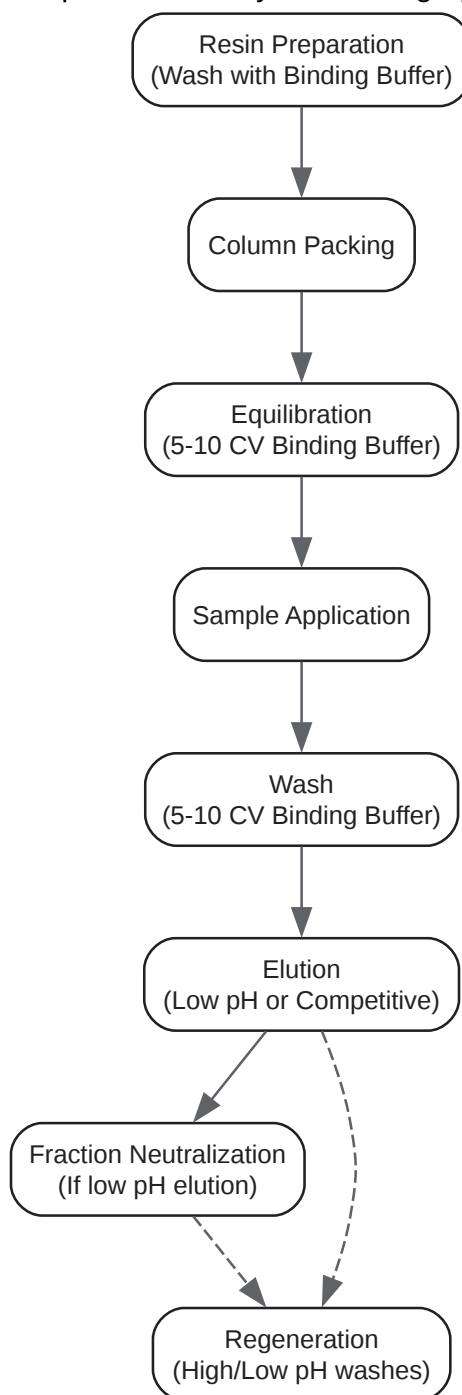 Resin Preparation
(Wash with Binding Buffer)
Column Packing
Equilibration
(5-10 CV Binding Buffer)
Sample Application
Wash
(5-10 CV Binding Buffer)
Elution
(Low pH or Competitive)
Fraction Neutralization
(If low pH elution)
Regeneration
(High/Low pH washes)